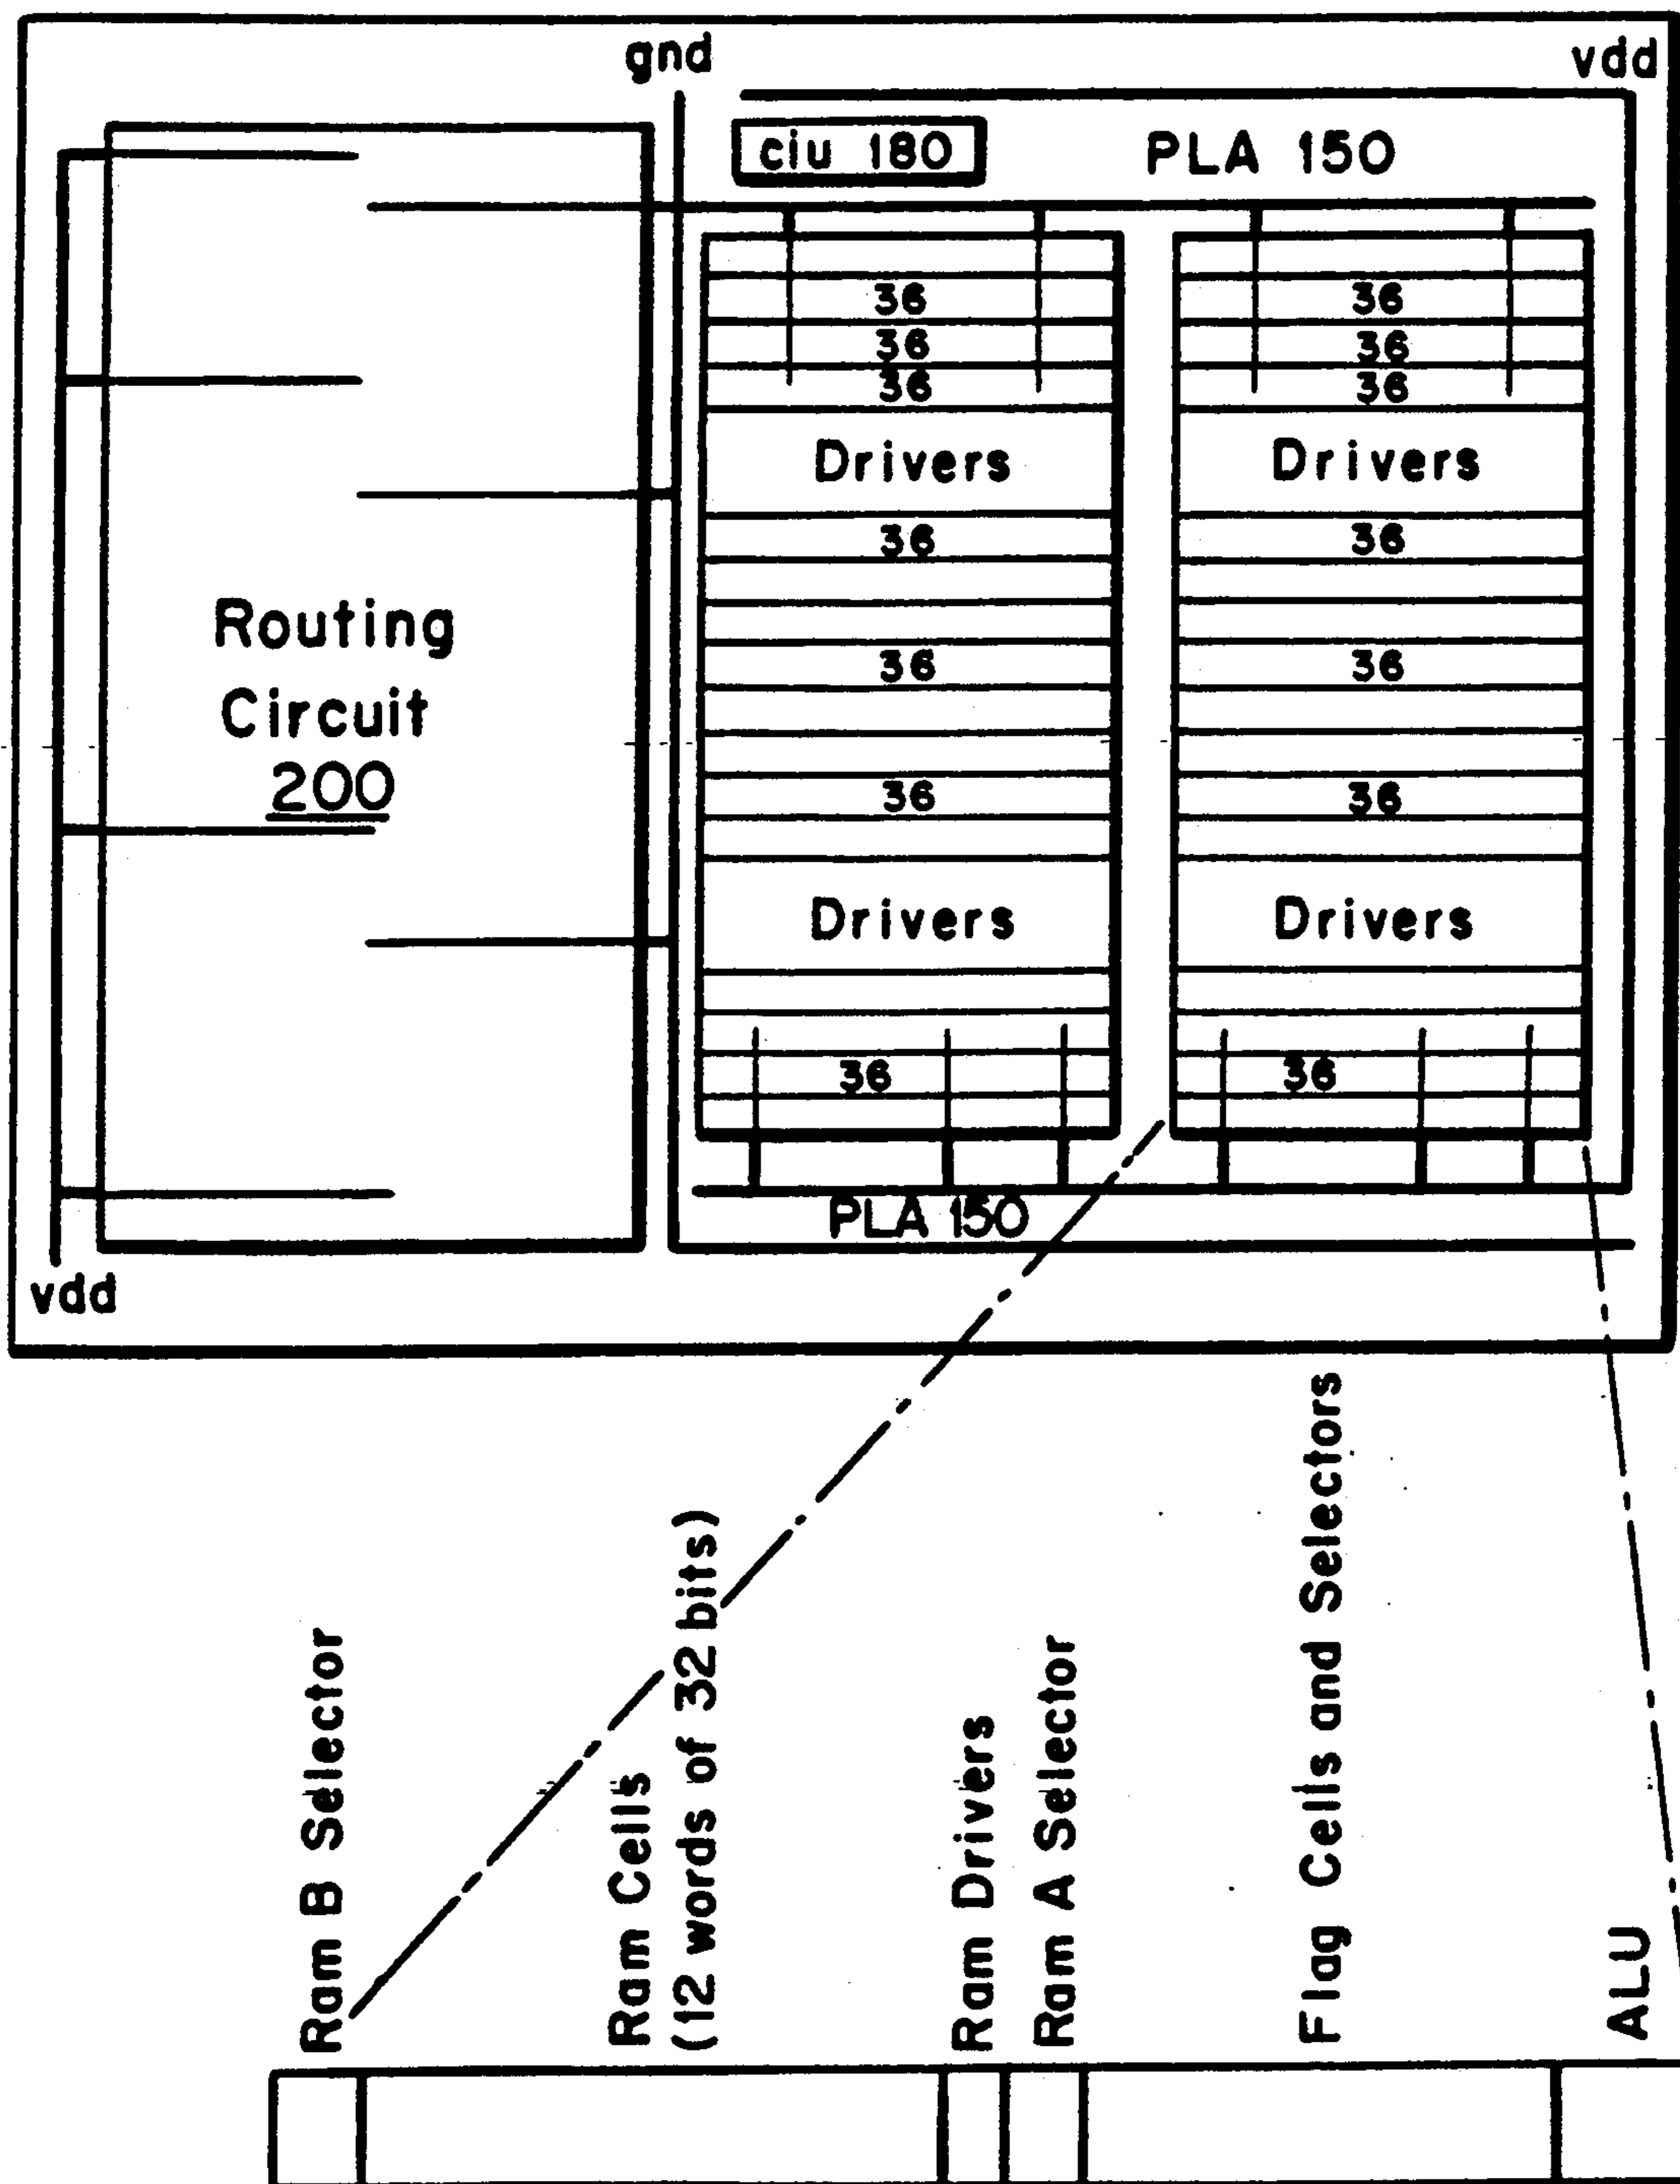 gnd
vdd
ciu 180
PLA 150
36
36
36
36
36
36
Drivers
Drivers
36
36
36
36
36
36
Drivers
Drivers
36
36
PLA 150
Routing
Circuit
200
vdd
Ram B Selector
Ram Cells
(12 words of 32 bits)
Ram Drivers
Ram A Selector
Flag Cells and Selectors
ALU